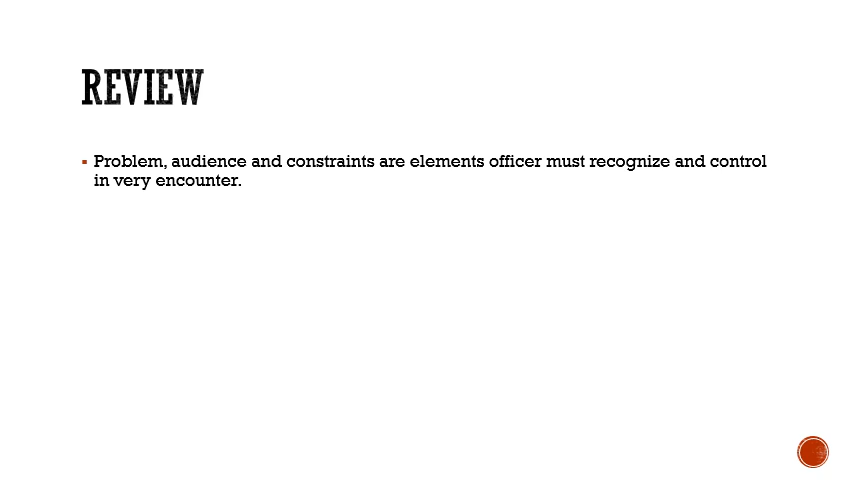 REVIEW
Problem, audience and constraints are elements officer must recognize and control
in very encounter.